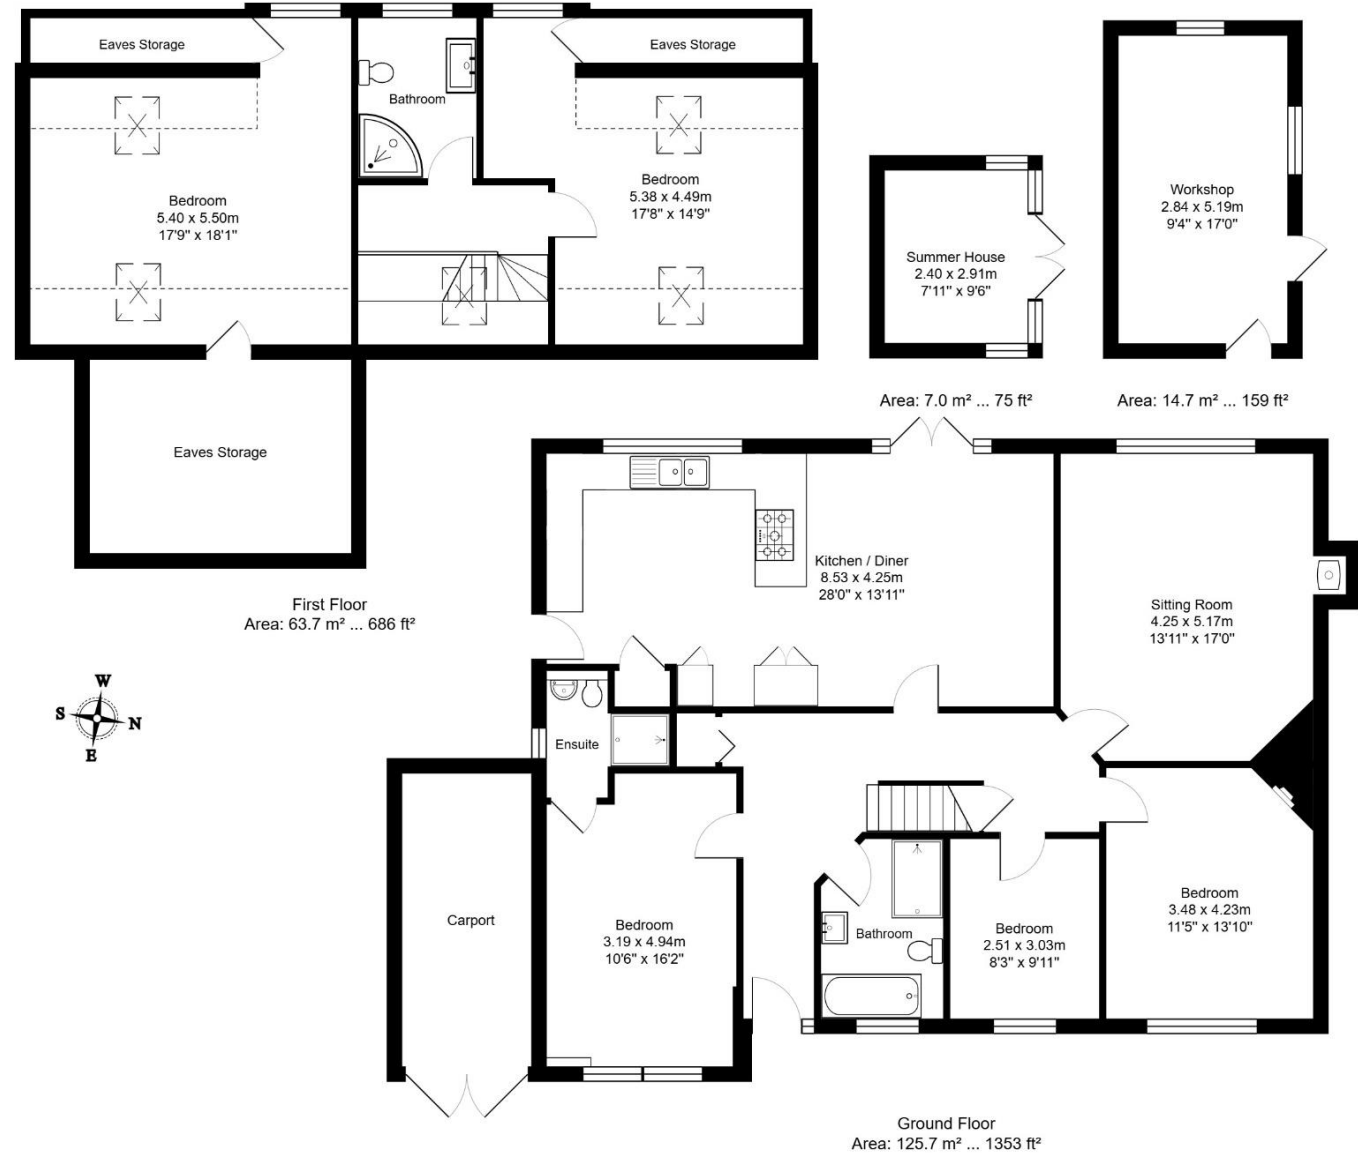 Eaves Storage
Bathroom
Eaves Storage
Bedroom
5.40 x 5.50m
17'9" x 18'1"
Bedroom
5.38 x 4.49m
17'8" x 14'9"
Eaves Storage
First Floor
Area: 63.7 m² ... 686 ft²
Summer House
2.40 x 2.91m
7'11" x 9'6"
Area: 7.0 m² ... 75 ft²
Workshop
2.84 x 5.19m
9'4" x 17'0"
Area: 14.7 m² ... 159 ft²
W
S
N
E
Kitchen / Diner
8.53 x 4.25m
28'0" x 13'11"
Sitting Room
4.25 x 5.17m
13'11" x 17'0"
Ensuite
Carport
Bedroom
3.19 x 4.94m
10'6" x 16'2"
Bathroom
Bedroom
2.51 x 3.03m
8'3" x 9'11"
Bedroom
3.48 x 4.23m
11'5" x 13'10"
Ground Floor
Area: 125.7 m² ... 1353 ft²